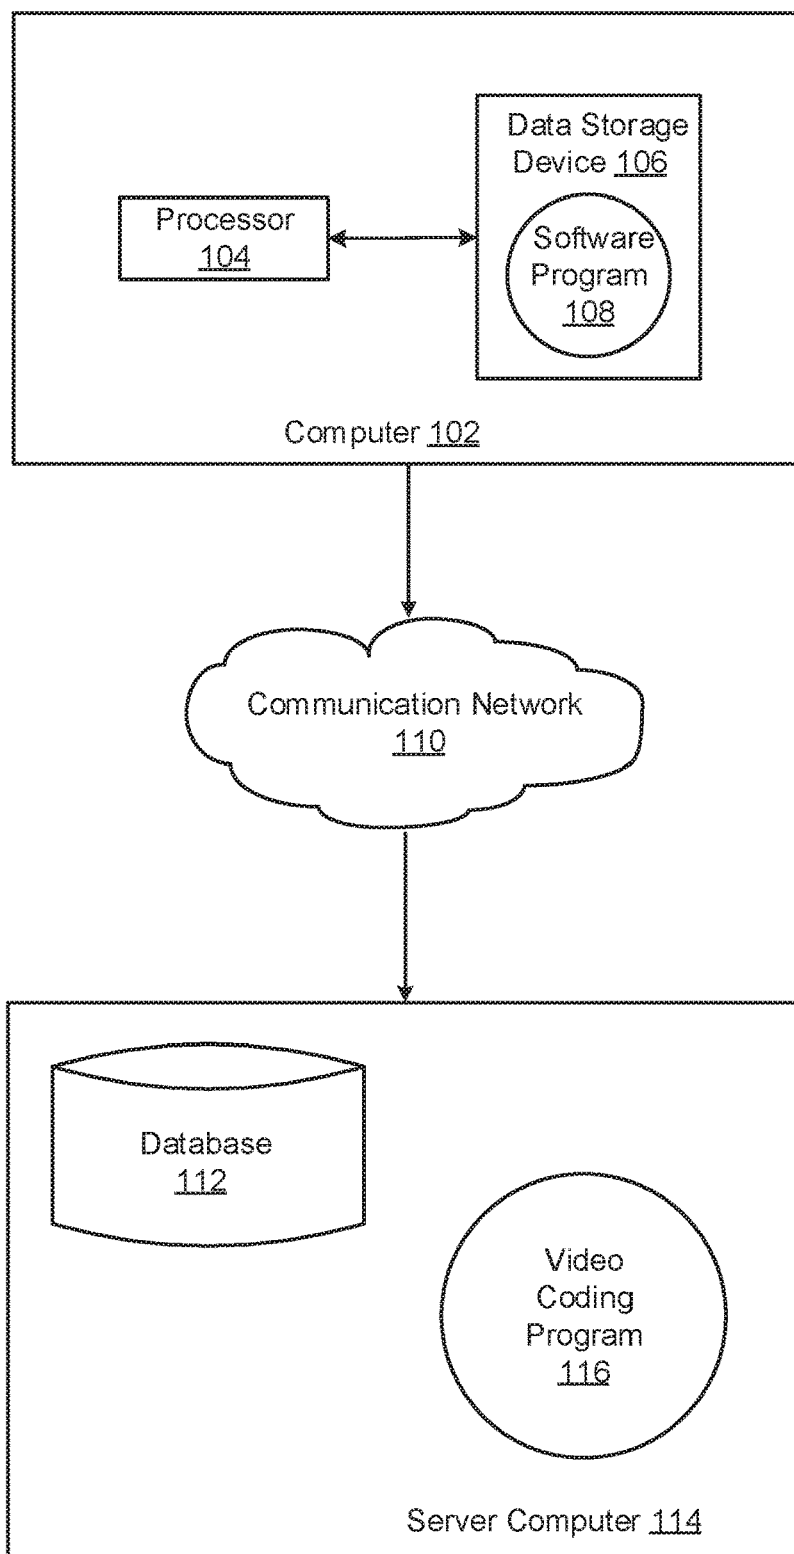 Data Storage
Device 106
Processor
104
Software
Program
108
Computer 102
Communication Network
110
Database
112
Video
Coding
Program
116
Server Computer 114